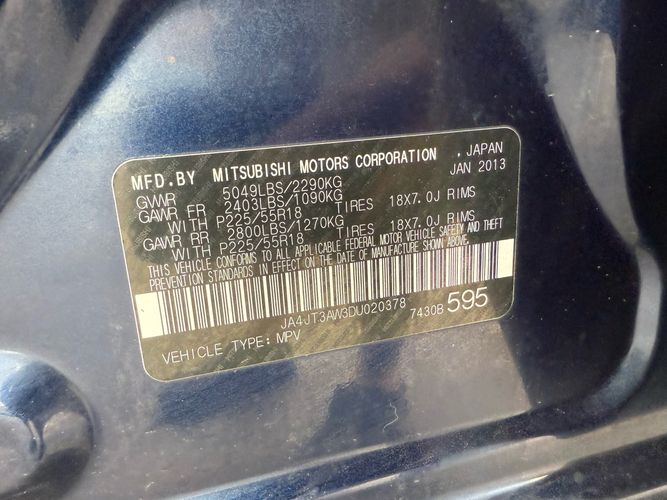 MFD.BY MITSUBISHI MOTORS CORPORATION , JAPAN
GVWR 5049LBS/2290KG JAN 2013
GAWR FR 2403LBS/1090KG
WITH P225/55R18 TIRES 18X7.0J RIMS
GAWR RR 2800LBS/1270KG
WITH P225/55R18 TIRES 18X7.0J RIMS
THIS VEHICLE CONFORMS TO ALL APPLICABLE FEDERAL MOTOR VEHICLE SAFETY AND THEFT
PREVENTION STANDARDS IN EFFECT ON THE DATE OF MANUFACTURE SHOWN ABOVE.
JA4JT3AW3DU020378
7430B 595
VEHICLE TYPE: MPV